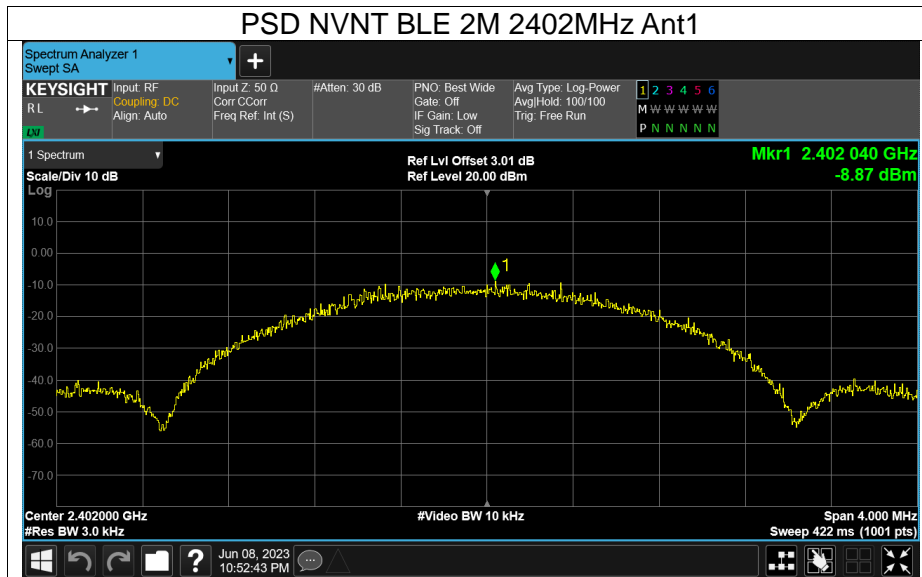 PSD NVNT BLE 2M 2402MHz Ant1
Spectrum Analyzer 1
Swept SA
+
KEYSIGHT
RL
LXI
Input: RF
Coupling: DC
Align: Auto
Input Z: 50 Ω
Corr CCorr
Freq Ref: Int (S)
#Atten: 30 dB
PNO: Best Wide
Gate: Off
IF Gain: Low
Sig Track: Off
Avg Type: Log-Power
Avg|Hold: 100/100
Trig: Free Run
1 2 3 4 5 6
M W W W W W
P N N N N N
1 Spectrum
Scale/Div 10 dB
Ref Lvl Offset 3.01 dB
Ref Level 20.00 dBm
Mkr1 2.402 040 GHz
-8.87 dBm
Log
10.0
0.00
-10.0
-20.0
-30.0
-40.0
-50.0
-60.0
-70.0
1
Center 2.402000 GHz
#Res BW 3.0 kHz
#Video BW 10 kHz
Span 4.000 MHz
Sweep 422 ms (1001 pts)
?
Jun 08, 2023
10:52:43 PM